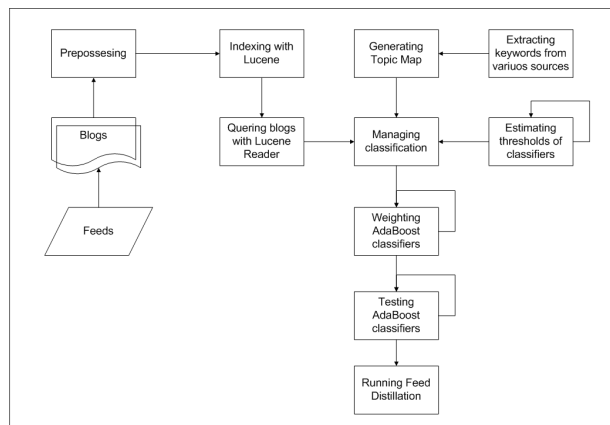 Prepossesing
Indexing with
Lucene
Generating
Topic Map
Extracting
keywords from
variuos sources
Blogs
Quering blogs
with Lucene
Reader
Managing
classification
Estimating
thresholds of
classifiers
Feeds
Weighting
AdaBoost
classifiers
Testing
AdaBoost
classifiers
Running Feed
Distillation